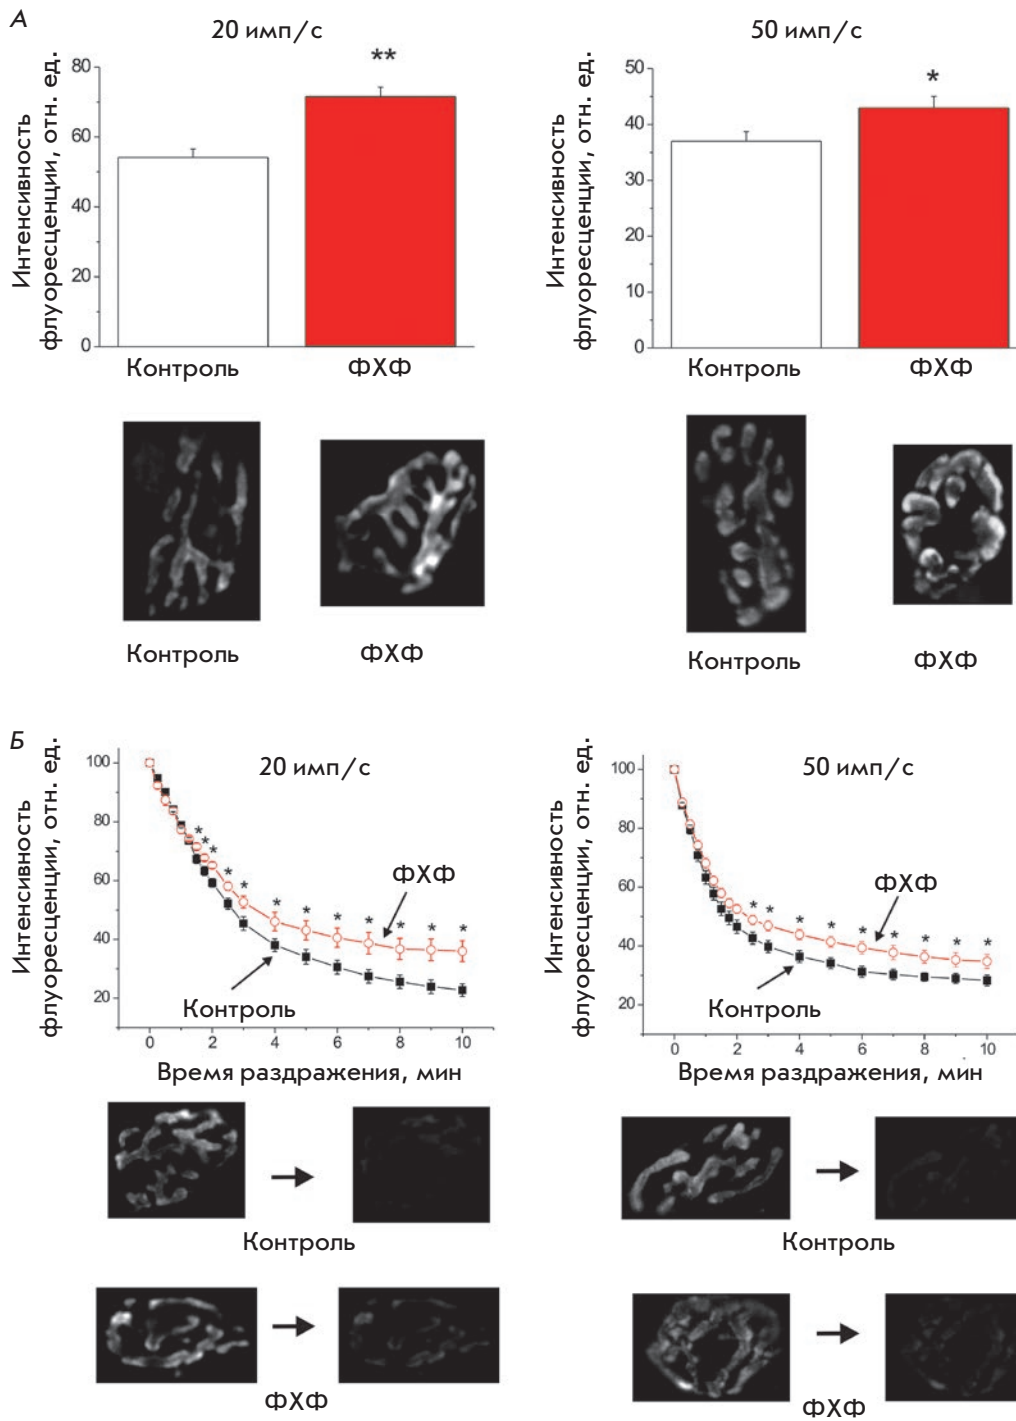 А
20 имп/с
Интенсивность
флуоресценции, отн. ед.
80
60
40
20
0
**
Контроль
ФХФ
50 имп/с
Интенсивность
флуоресценции, отн. ед.
50
40
30
20
10
0
*
Контроль
ФХФ
Контроль
ФХФ
Контроль
ФХФ
Б
20 имп/с
Интенсивность
флуоресценции, отн. ед.
100
80
60
40
20
* * * * * * * * * * * *
ФХФ
Контроль
0 2 4 6 8 10
Время раздражения, мин
50 имп/с
Интенсивность
флуоресценции, отн. ед.
100
80
60
40
20
* * * * * * * * *
ФХФ
Контроль
0 2 4 6 8 10
Время раздражения, мин
Контроль
Контроль
ФХФ
ФХФ